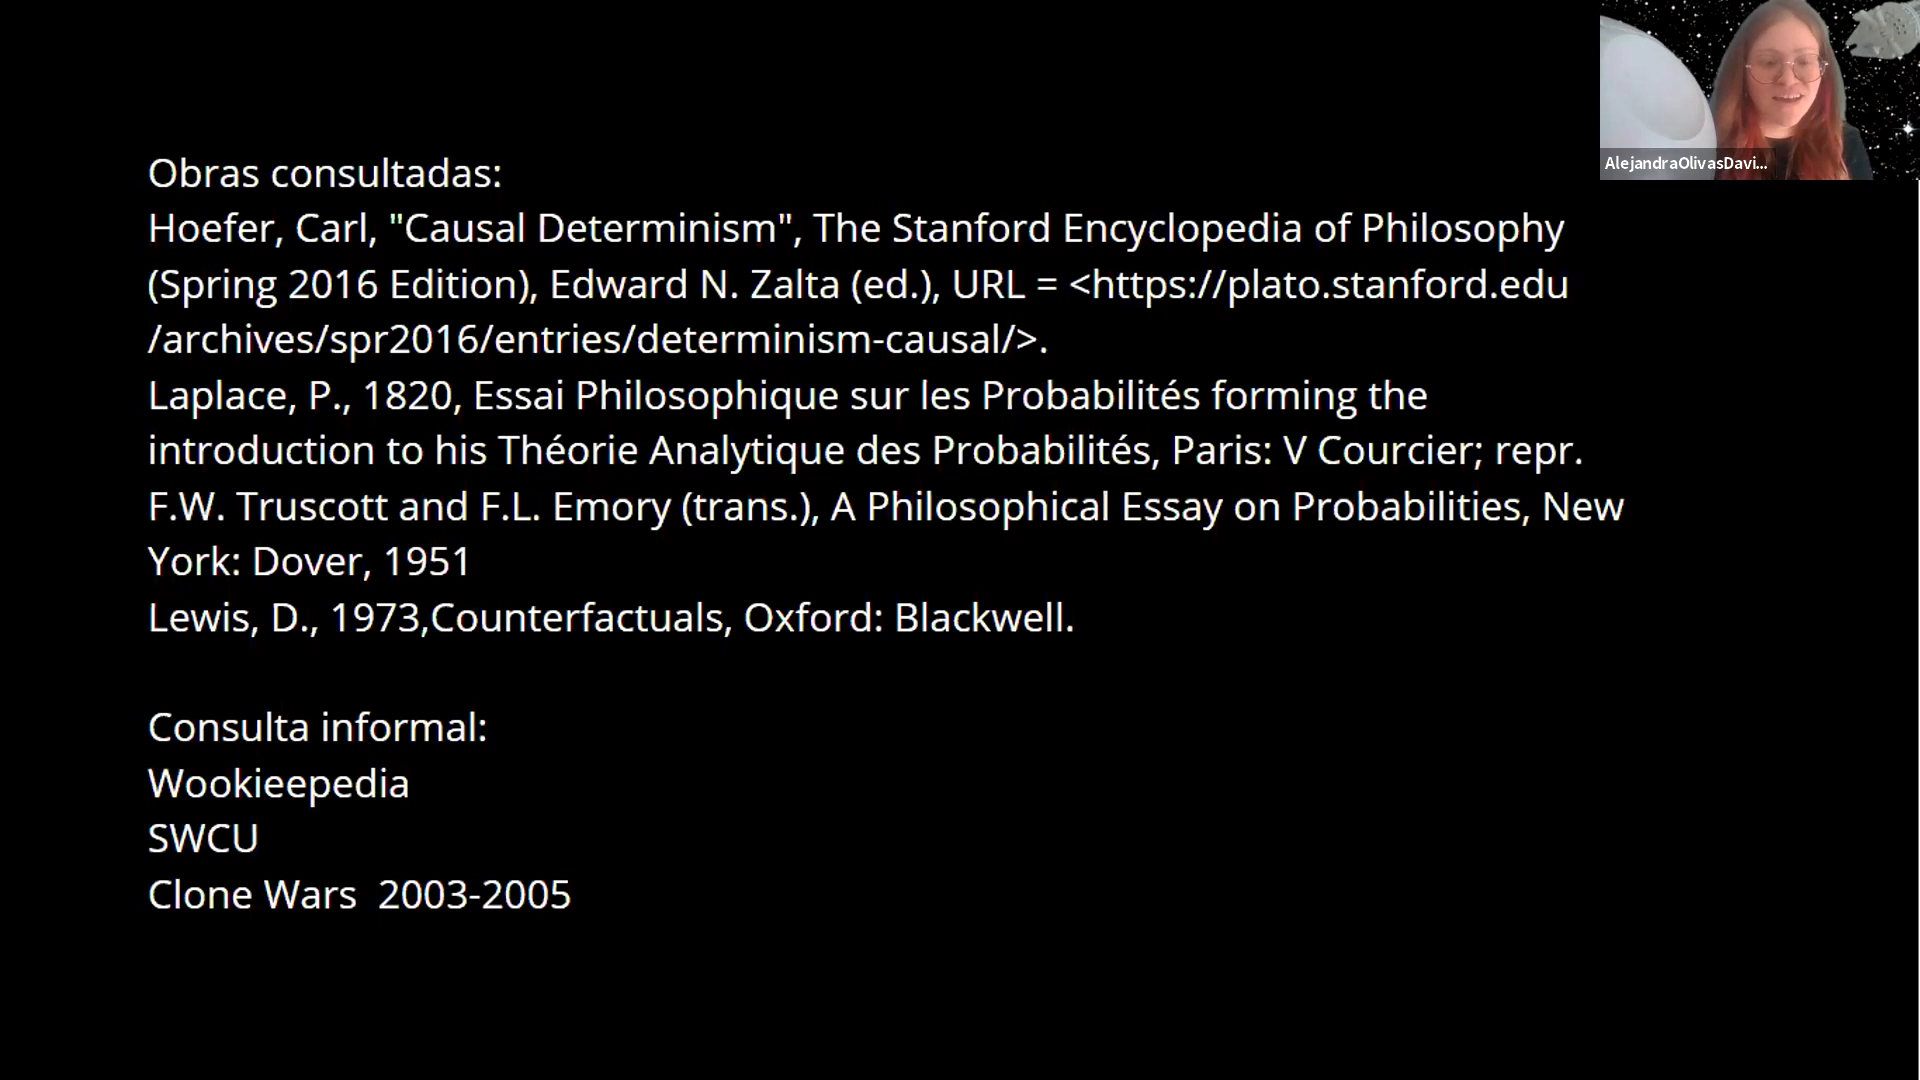 Obras consultadas:
Hoefer, Carl, "Causal Determinism", The Stanford Encyclopedia of Philosophy
(Spring 2016 Edition), Edward N. Zalta (ed.), URL = <https://plato.stanford.edu
/archives/spr2016/entries/determinism-causal/>.
Laplace, P., 1820, Essai Philosophique sur les Probabilités forming the
introduction to his Théorie Analytique des Probabilités, Paris: V Courcier; repr.
F.W. Truscott and F.L. Emory (trans.), A Philosophical Essay on Probabilities, New
York: Dover, 1951
Lewis, D., 1973,Counterfactuals, Oxford: Blackwell.
Consulta informal:
Wookieepedia
SWCU
Clone Wars  2003-2005
AlejandraOlivasDavi...